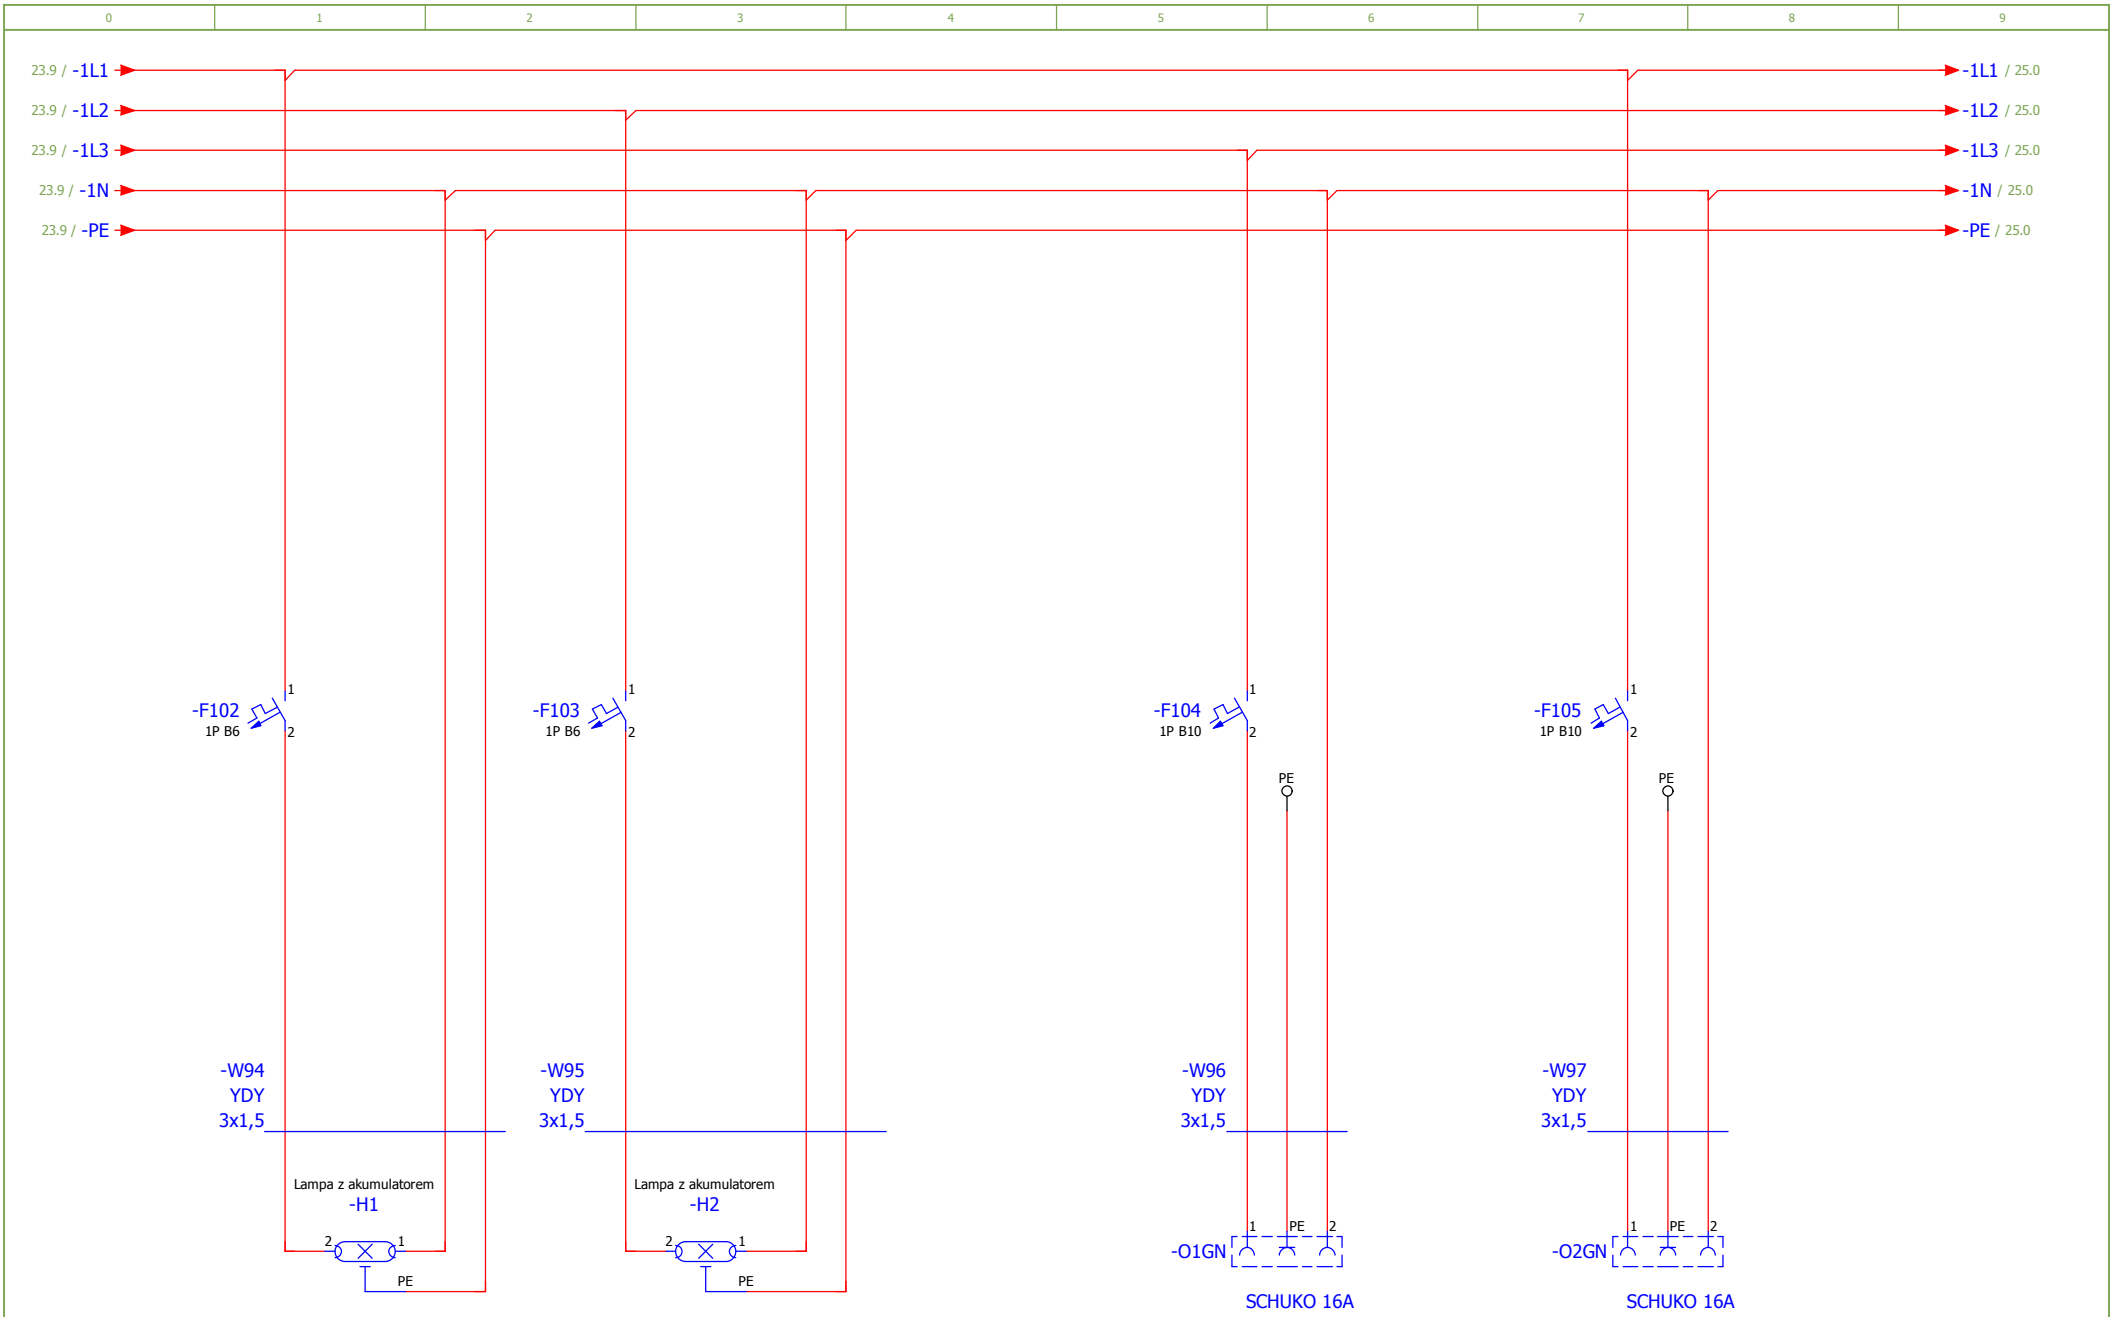 0 1 2 3 4 5 6 7 8 9
23.9 / -1L1 -1L1 / 25.0
23.9 / -1L2 -1L2 / 25.0
23.9 / -1L3 -1L3 / 25.0
23.9 / -1N -1N / 25.0
23.9 / -PE -PE / 25.0
1 1 1 1
-F102 -F103 -F104 -F105
1P B6 1P B6 1P B10 1P B10
2 2 2 2
PE PE
-W94 -W95 -W96 -W97
YDY YDY YDY YDY
3x1,5 3x1,5 3x1,5 3x1,5
Lampa z akumulatorem Lampa z akumulatorem
-H1 -H2
1 PE 2 1 PE 2
2 1 2 1 -O1GN -O2GN
PE PE
SCHUKO 16A SCHUKO 16A